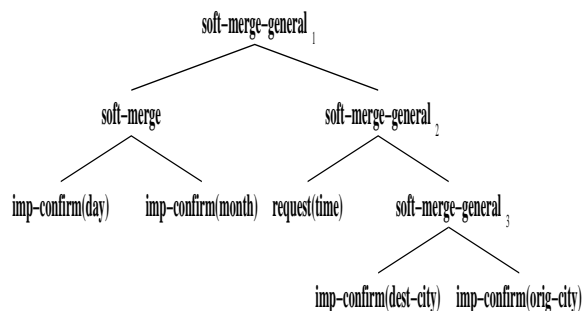 soft-merge-general 1
soft-merge soft-merge-general 2
imp-confirm(day) imp-confirm(month) request(time) soft-merge-general 3
imp-confirm(dest-city) imp-confirm(orig-city)